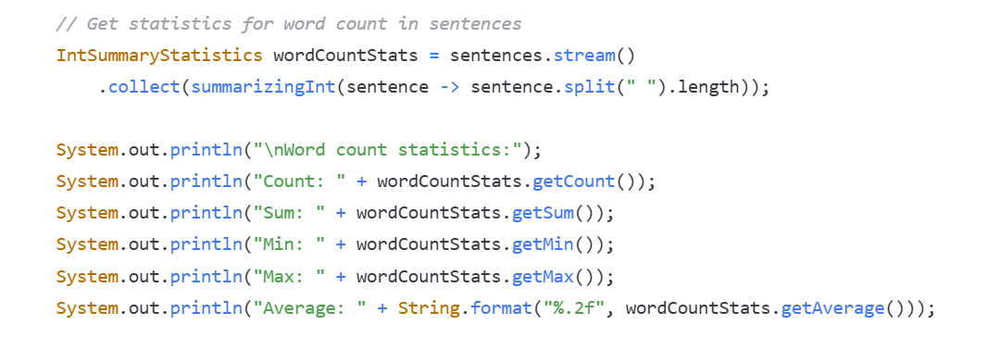 // Get statistics for word count in sentences
IntSummaryStatistics wordCountStats = sentences.stream()
    .collect(summarizingInt(sentence -> sentence.split(" ").length));

System.out.println("\nWord count statistics:");
System.out.println("Count: " + wordCountStats.getCount());
System.out.println("Sum: " + wordCountStats.getSum());
System.out.println("Min: " + wordCountStats.getMin());
System.out.println("Max: " + wordCountStats.getMax());
System.out.println("Average: " + String.format("%.2f", wordCountStats.getAverage()));